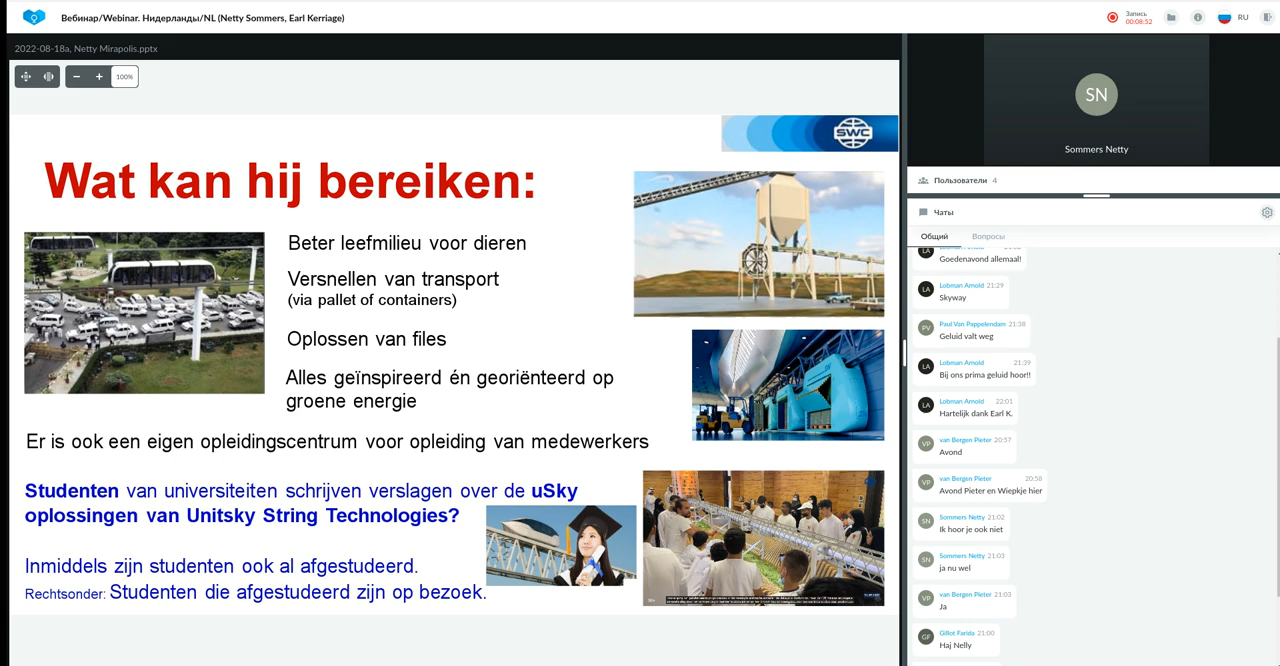 Вебинар/Webinar. Нидерланды/NL (Netty Sommers, Earl Kerriage)
Запись
00:08:52
RU
2022-08-18a, Netty Mirapolis.pptx
100%
SWC
Wat kan hij bereiken:
Beter leefmilieu voor dieren
Versnellen van transport
(via pallet of containers)
Oplossen van files
Alles geïnspireerd én georiënteerd op
groene energie
Er is ook een eigen opleidingscentrum voor opleiding van medewerkers
Studenten van universiteiten schrijven verslagen over de uSky
oplossingen van Unitsky String Technologies?
Inmiddels zijn studenten ook al afgestudeerd.
Rechtsonder: Studenten die afgestudeerd zijn op bezoek.
SN
Sommers Netty
Пользователи 4
Чаты
Общий Вопросы
LA
Goedenavond allemaal!
LA Lobman Arnold 21:29
Skyway
PV Paul Van Pappelendam 21:38
Geluid valt weg
LA Lobman Arnold 21:39
Bij ons prima geluid hoor!!
LA Lobman Arnold 22:01
Hartelijk dank Earl K.
VP van Bergen Pieter 20:57
Avond
VP van Bergen Pieter 20:58
Avond Pieter en Wiepkje hier
SN Sommers Netty 21:02
Ik hoor je ook niet
SN Sommers Netty 21:03
ja nu wel
VP van Bergen Pieter 21:03
Ja
GF Gillot Farida 21:00
Haj Nelly